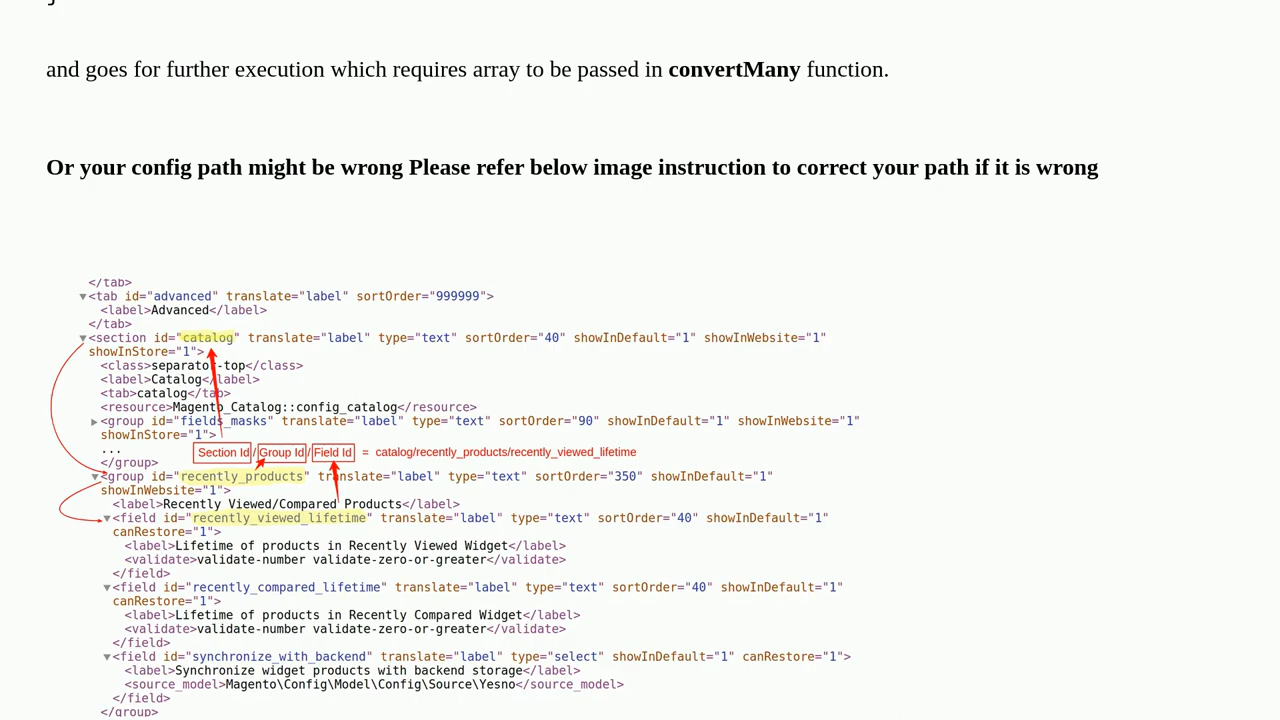 and goes for further execution which requires array to be passed in convertMany function.
Or your config path might be wrong Please refer below image instruction to correct your path if it is wrong
</tab>
▼<tab id="advanced" translate="label" sortOrder="999999">
<label>Advanced</label>
</tab>
▼<section id="catalog" translate="label" type="text" sortOrder="40" showInDefault="1" showInWebsite="1"
showInStore="1">
<class>separator-top</class>
<label>Catalog</label>
<tab>catalog</tab>
<resource>Magento_Catalog::config_catalog</resource>
▶<group id="fields_masks" translate="label" type="text" sortOrder="90" showInDefault="1" showInWebsite="1"
showInStore="1">
...
Section Id / Group Id / Field Id = catalog/recently_products/recently_viewed_lifetime
</group>
▼<group id="recently_products" translate="label" type="text" sortOrder="350" showInDefault="1"
showInWebsite="1">
<label>Recently Viewed/Compared Products</label>
▼<field id="recently_viewed_lifetime" translate="label" type="text" sortOrder="40" showInDefault="1"
canRestore="1">
<label>Lifetime of products in Recently Viewed Widget</label>
<validate>validate-number validate-zero-or-greater</validate>
</field>
▼<field id="recently_compared_lifetime" translate="label" type="text" sortOrder="40" showInDefault="1"
canRestore="1">
<label>Lifetime of products in Recently Compared Widget</label>
<validate>validate-number validate-zero-or-greater</validate>
</field>
▼<field id="synchronize_with_backend" translate="label" type="select" showInDefault="1" canRestore="1">
<label>Synchronize widget products with backend storage</label>
<source_model>Magento\Config\Model\Config\Source\Yesno</source_model>
</field>
</group>